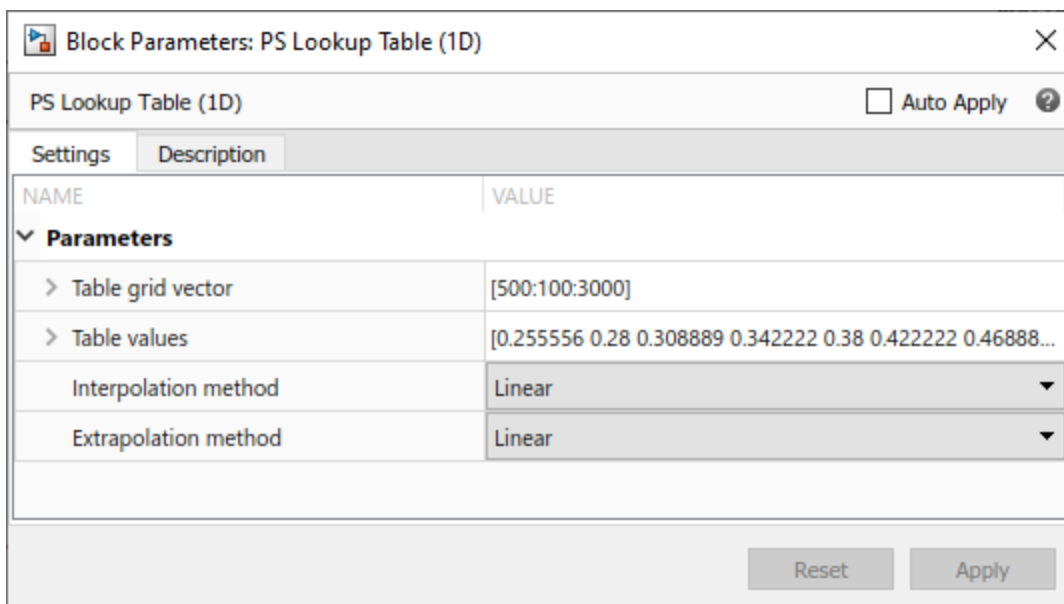 Block Parameters: PS Lookup Table (1D)
PS Lookup Table (1D) Auto Apply
Settings Description
NAME VALUE
Parameters
Table grid vector [500:100:3000]
Table values [0.255556 0.28 0.308889 0.342222 0.38 0.422222 0.46888...
Interpolation method Linear
Extrapolation method Linear
Reset Apply